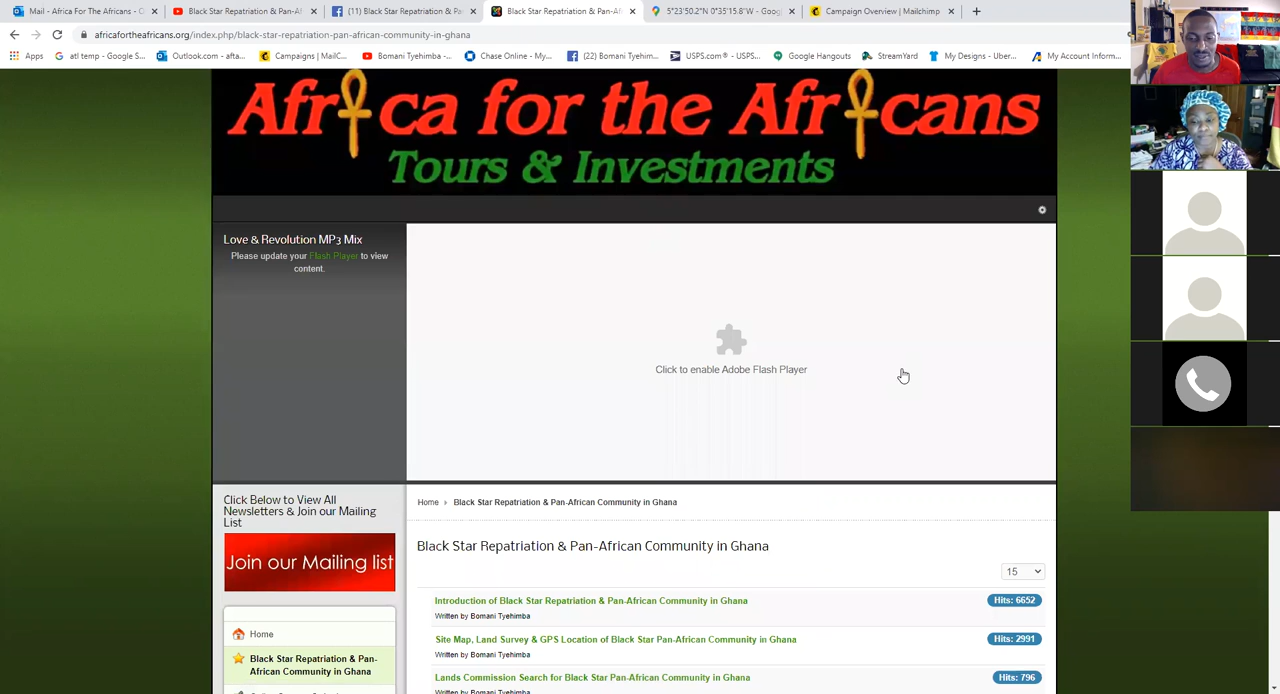 Mail - Africa For The Africans - O
Black Star Repatriation & Pan-Af
(11) Black Star Repatriation & Pa
Black Star Repatriation & Pan-Af
5°23'50.2"N 0°35'15.8"W - Goog
Campaign Overview | Mailchimp
africafortheafricans.org/index.php/black-star-repatriation-pan-african-community-in-ghana
Apps
atl temp - Google S...
Outlook.com - afta...
Campaigns | MailC...
Bomani Tyehimba -...
Chase Online - My...
(22) Bomani Tyehim...
USPS.com® - USPS...
Google Hangouts
StreamYard
My Designs - Uber...
My Account Inform...
Africa for the Africans
Tours & Investments
Love & Revolution MP3 Mix
Please update your Flash Player to view
content.
Click to enable Adobe Flash Player
Click Below to View All
Newsletters & Join our Mailing
List
Join our Mailing list
Home
Black Star Repatriation & Pan-
African Community in Ghana
Home Black Star Repatriation & Pan-African Community in Ghana
Black Star Repatriation & Pan-African Community in Ghana
15
Introduction of Black Star Repatriation & Pan-African Community in Ghana
Hits: 6652
Written by Bomani Tyehimba
Site Map, Land Survey & GPS Location of Black Star Pan-African Community in Ghana
Hits: 2991
Written by Bomani Tyehimba
Lands Commission Search for Black Star Pan-African Community in Ghana
Hits: 796
Written by Bomani Tyehimba